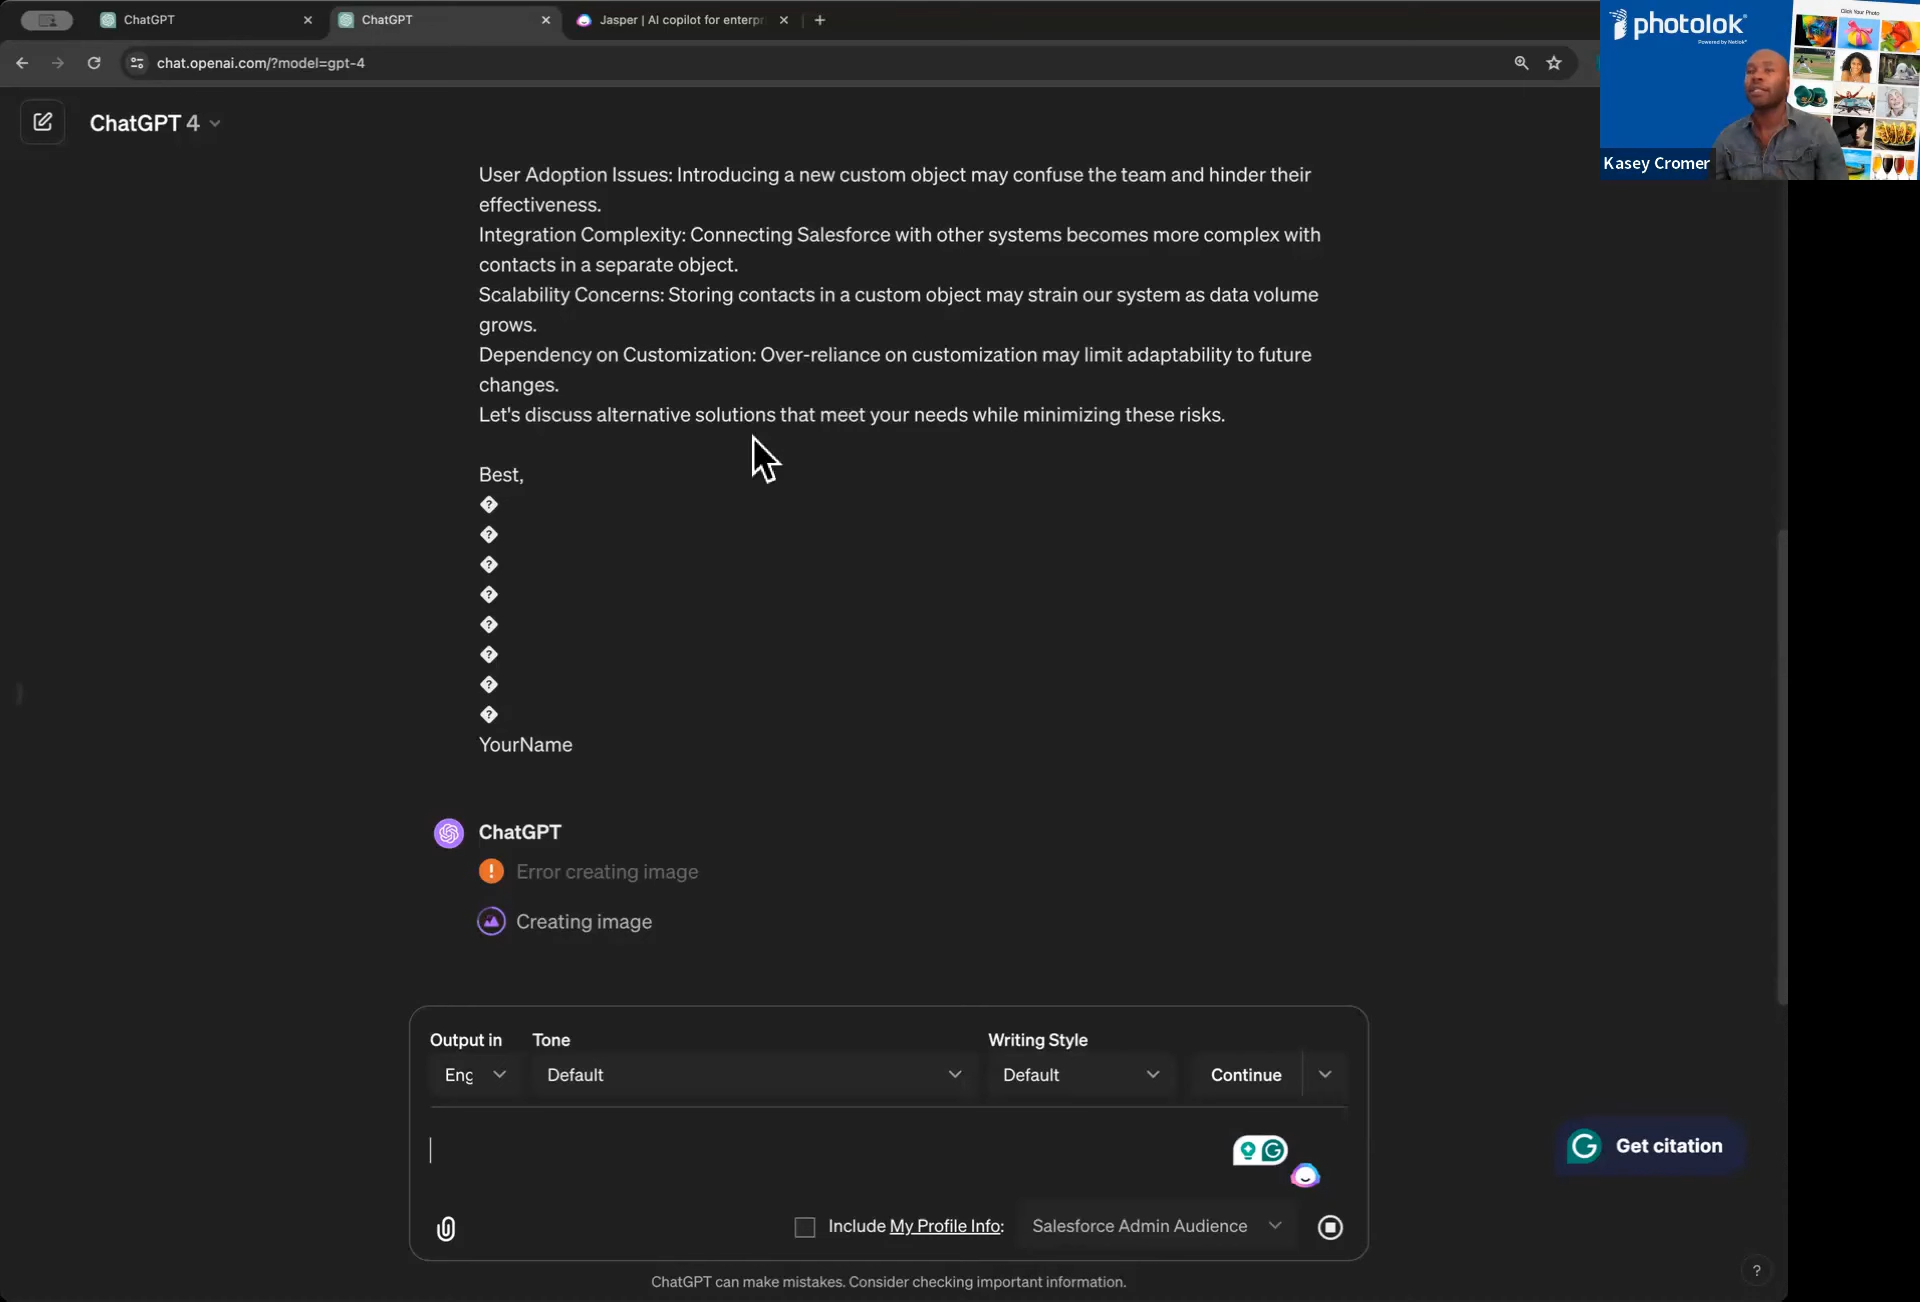 ChatGPT
ChatGPT
Jasper | AI copilot for enterpr
chat.openai.com/?model=gpt-4
photolok
Powered by Netlok
Click Your Photo
Kasey Cromer
ChatGPT 4
User Adoption Issues: Introducing a new custom object may confuse the team and hinder their
effectiveness.
Integration Complexity: Connecting Salesforce with other systems becomes more complex with
contacts in a separate object.
Scalability Concerns: Storing contacts in a custom object may strain our system as data volume
grows.
Dependency on Customization: Over-reliance on customization may limit adaptability to future
changes.
Let's discuss alternative solutions that meet your needs while minimizing these risks.
Best,
�
�
�
�
�
�
�
�
YourName
ChatGPT
Error creating image
Creating image
Output in Tone Writing Style
Eng Default Default Continue
Get citation
Include My Profile Info: Salesforce Admin Audience
ChatGPT can make mistakes. Consider checking important information.
?